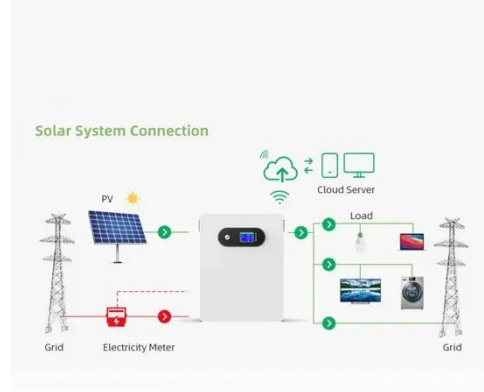 Solar System Connection
Cloud Server
PV
Load
Grid
Electricity Meter
Grid